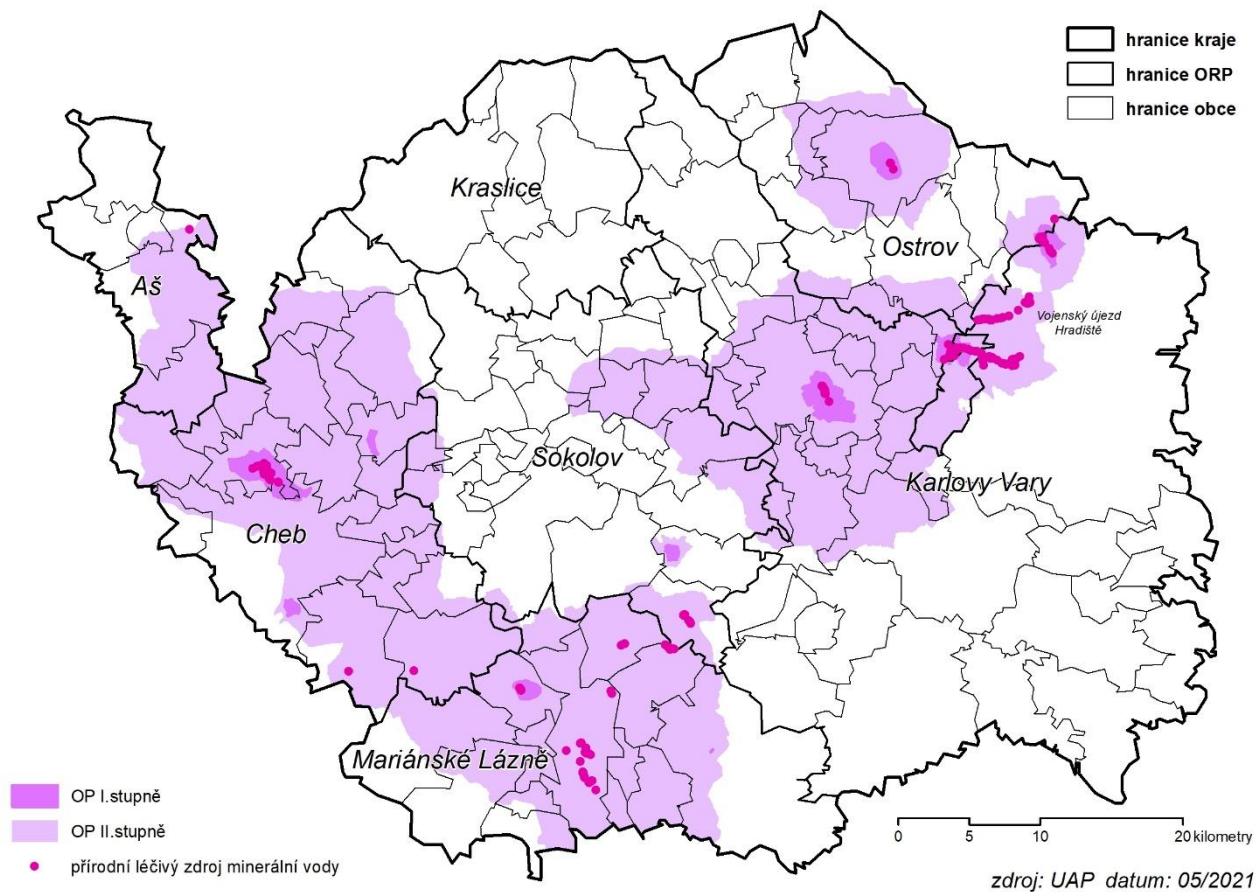 hranice kraje
hranice ORP
hranice obce
Kraslice
Ostrov
Aš
Vojenský újezd
Hradiště
Sokolov
Karlovy Vary
Cheb
Mariánské Lázně
OP I.stupně
OP II.stupně
přírodní léčivý zdroj minerální vody
0 5 10 20 kilometry
zdroj: UAP datum: 05/2021